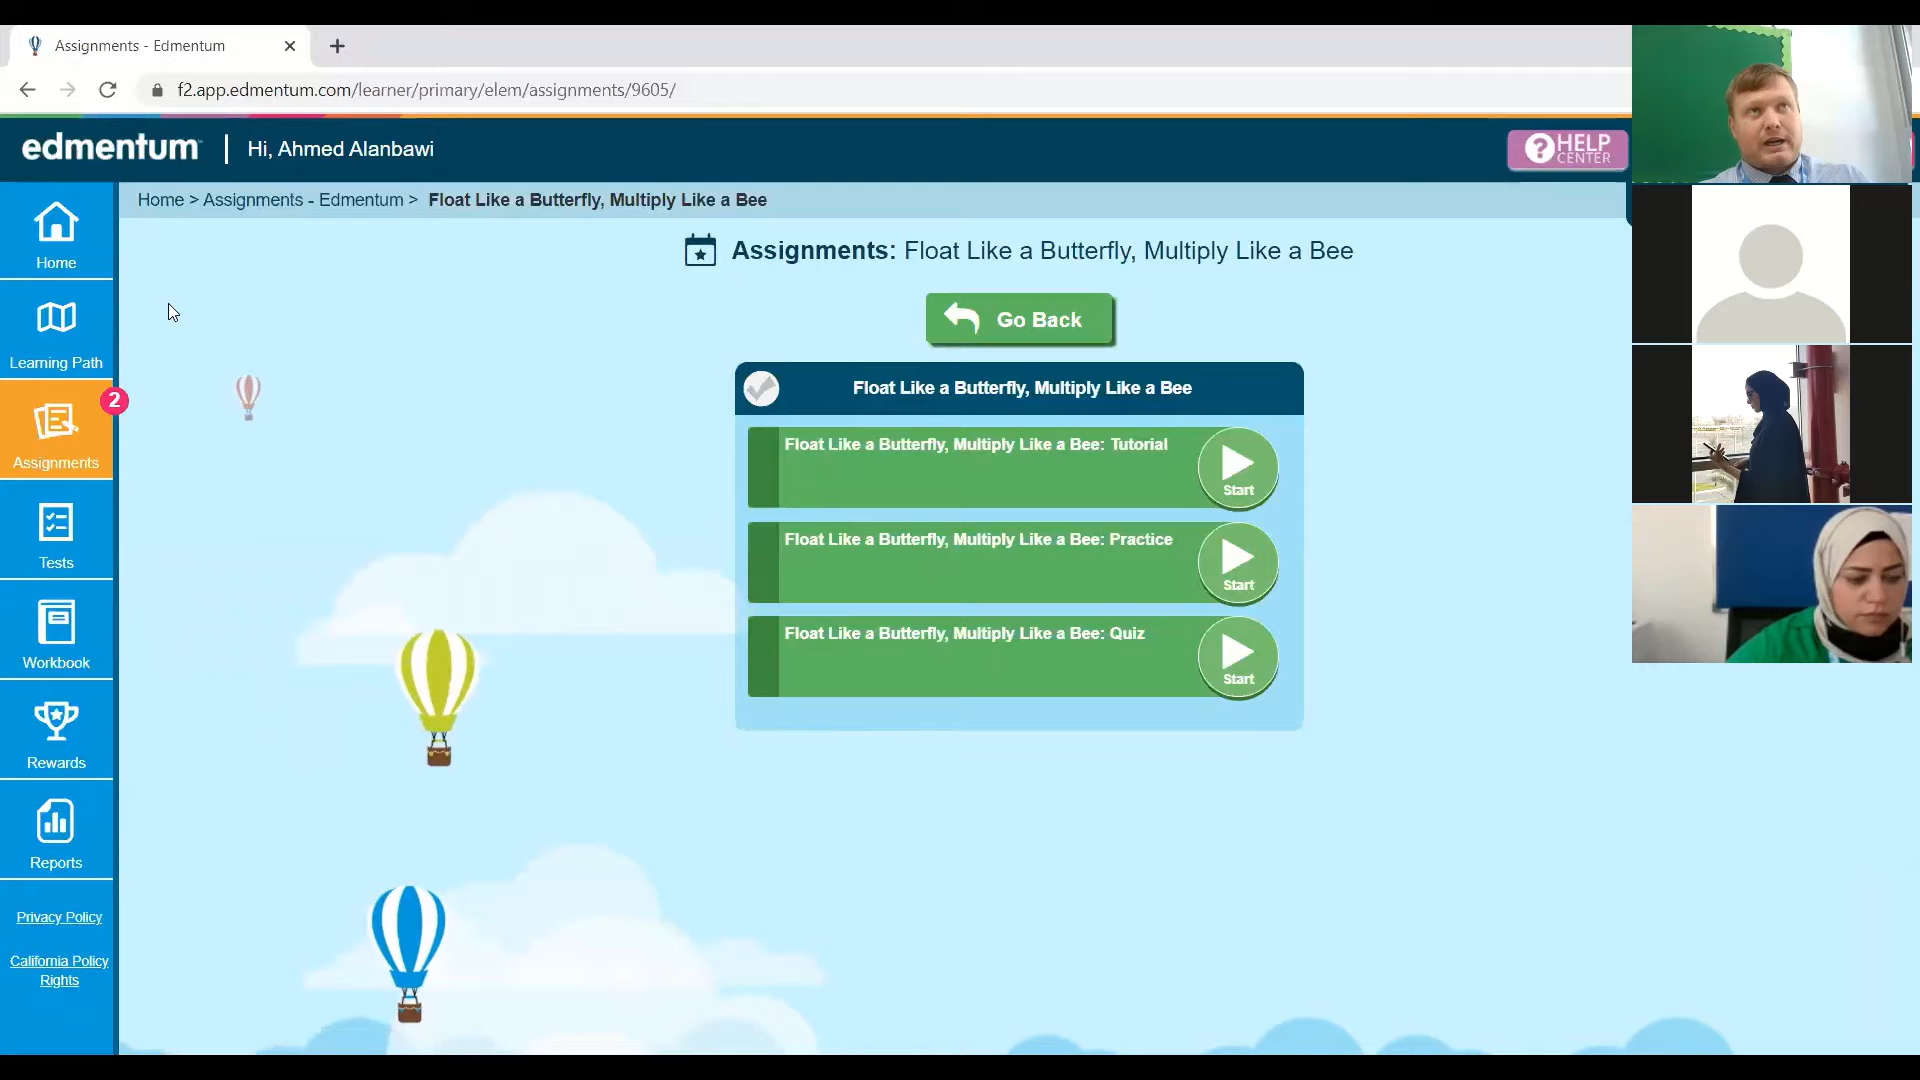 Assignments - Edmentum
f2.app.edmentum.com/learner/primary/elem/assignments/9605/
edmentum
Hi, Ahmed Alanbawi
HELP
CENTER
Home > Assignments - Edmentum > Float Like a Butterfly, Multiply Like a Bee
Home
Learning Path
2
Assignments
Tests
Workbook
Rewards
Reports
Privacy Policy
California Policy
Rights
Assignments: Float Like a Butterfly, Multiply Like a Bee
Go Back
Float Like a Butterfly, Multiply Like a Bee
Float Like a Butterfly, Multiply Like a Bee: Tutorial
Start
Float Like a Butterfly, Multiply Like a Bee: Practice
Start
Float Like a Butterfly, Multiply Like a Bee: Quiz
Start